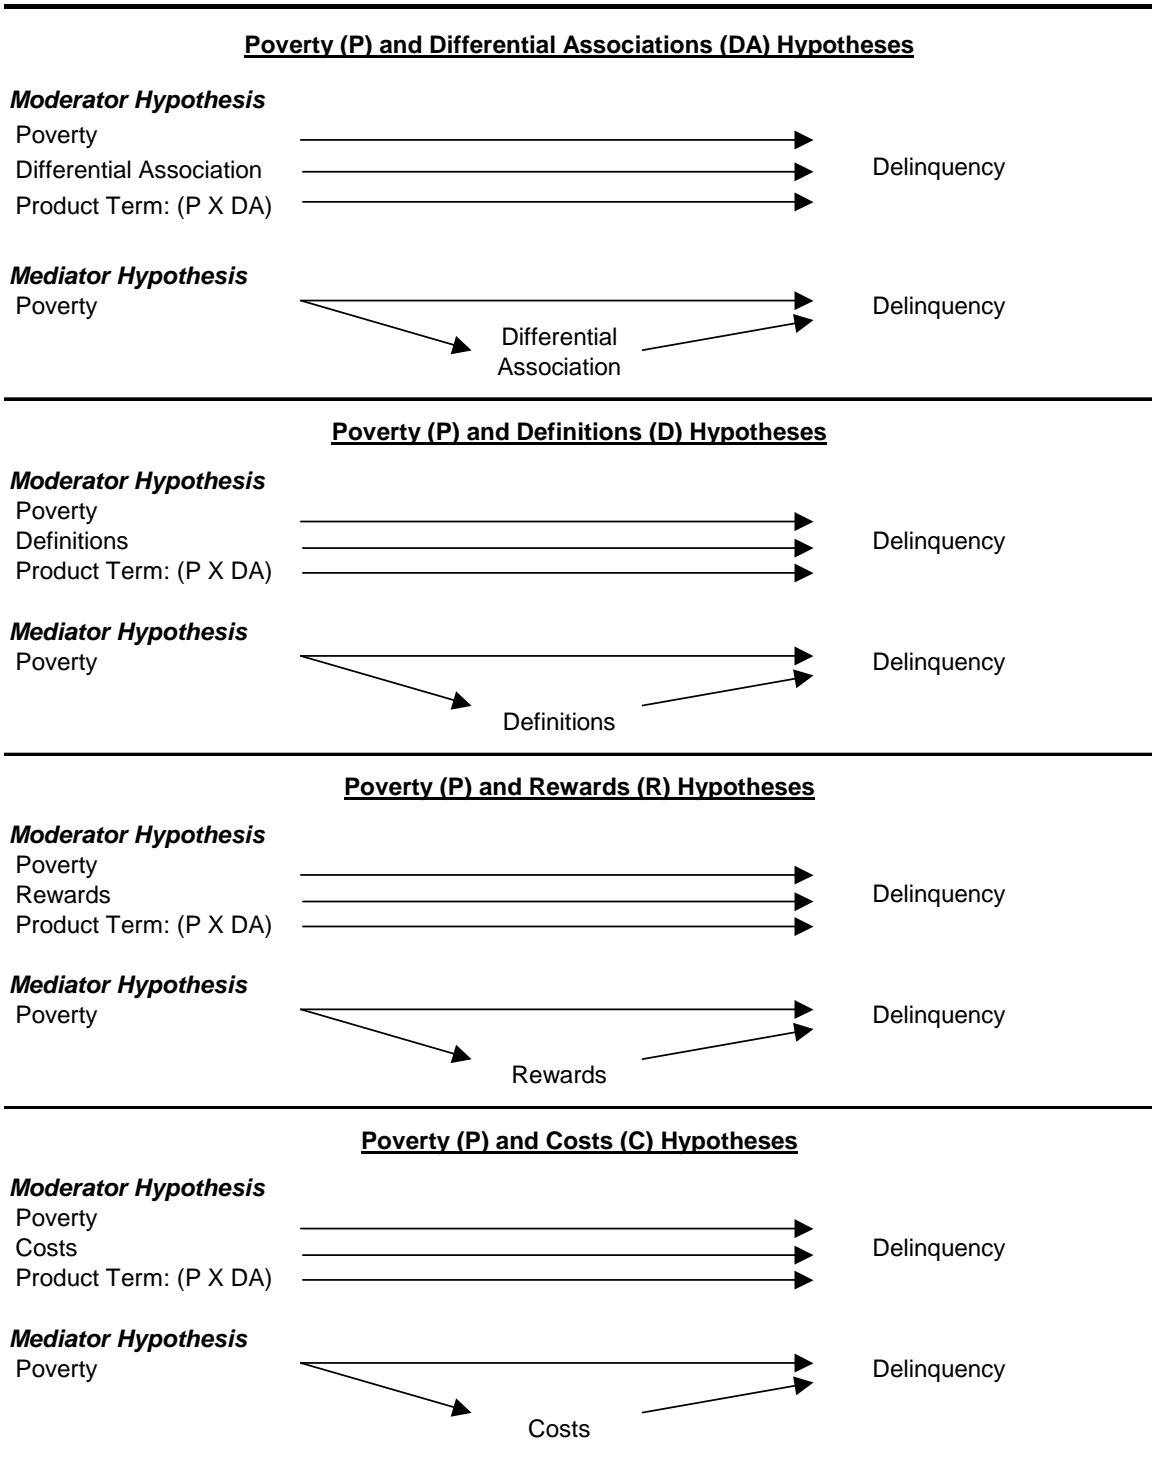 Poverty (P) and Differential Associations (DA) Hypotheses
Moderator Hypothesis
Poverty
Differential Association
Product Term: (P X DA)
Delinquency
Mediator Hypothesis
Poverty
Delinquency
Differential
Association
Poverty (P) and Definitions (D) Hypotheses
Moderator Hypothesis
Poverty
Definitions
Product Term: (P X DA)
Delinquency
Mediator Hypothesis
Poverty
Delinquency
Definitions
Poverty (P) and Rewards (R) Hypotheses
Moderator Hypothesis
Poverty
Rewards
Product Term: (P X DA)
Delinquency
Mediator Hypothesis
Poverty
Delinquency
Rewards
Poverty (P) and Costs (C) Hypotheses
Moderator Hypothesis
Poverty
Costs
Product Term: (P X DA)
Delinquency
Mediator Hypothesis
Poverty
Delinquency
Costs